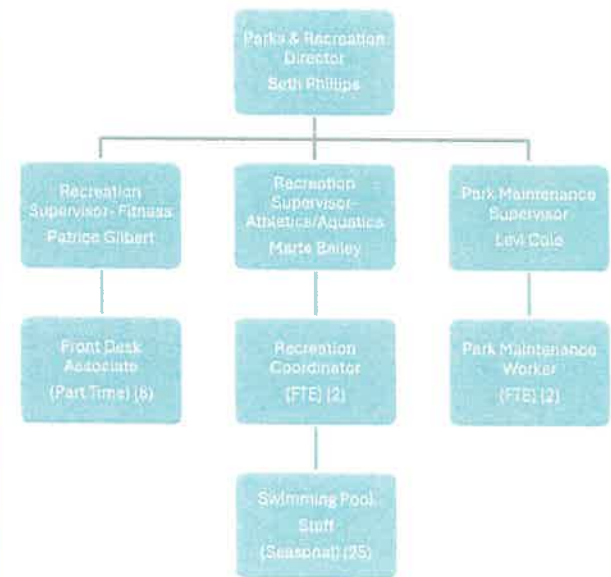 Parks & Recreation
Director
Seth Phillips
Recreation
Supervisor- Fitness
Patrice Gilbert
Recreation
Supervisor-
Athletics/Aquatics
Bailey
Park Maintenance
Supervisor
Levi Cole
Front Desk
Associate
(Part Time)
Recreation
Coordinator
(FTE) (2)
Park Maintenance
Worker
(FTE) (2)
Swimming Pool
Staff
(Seasonal) (25)